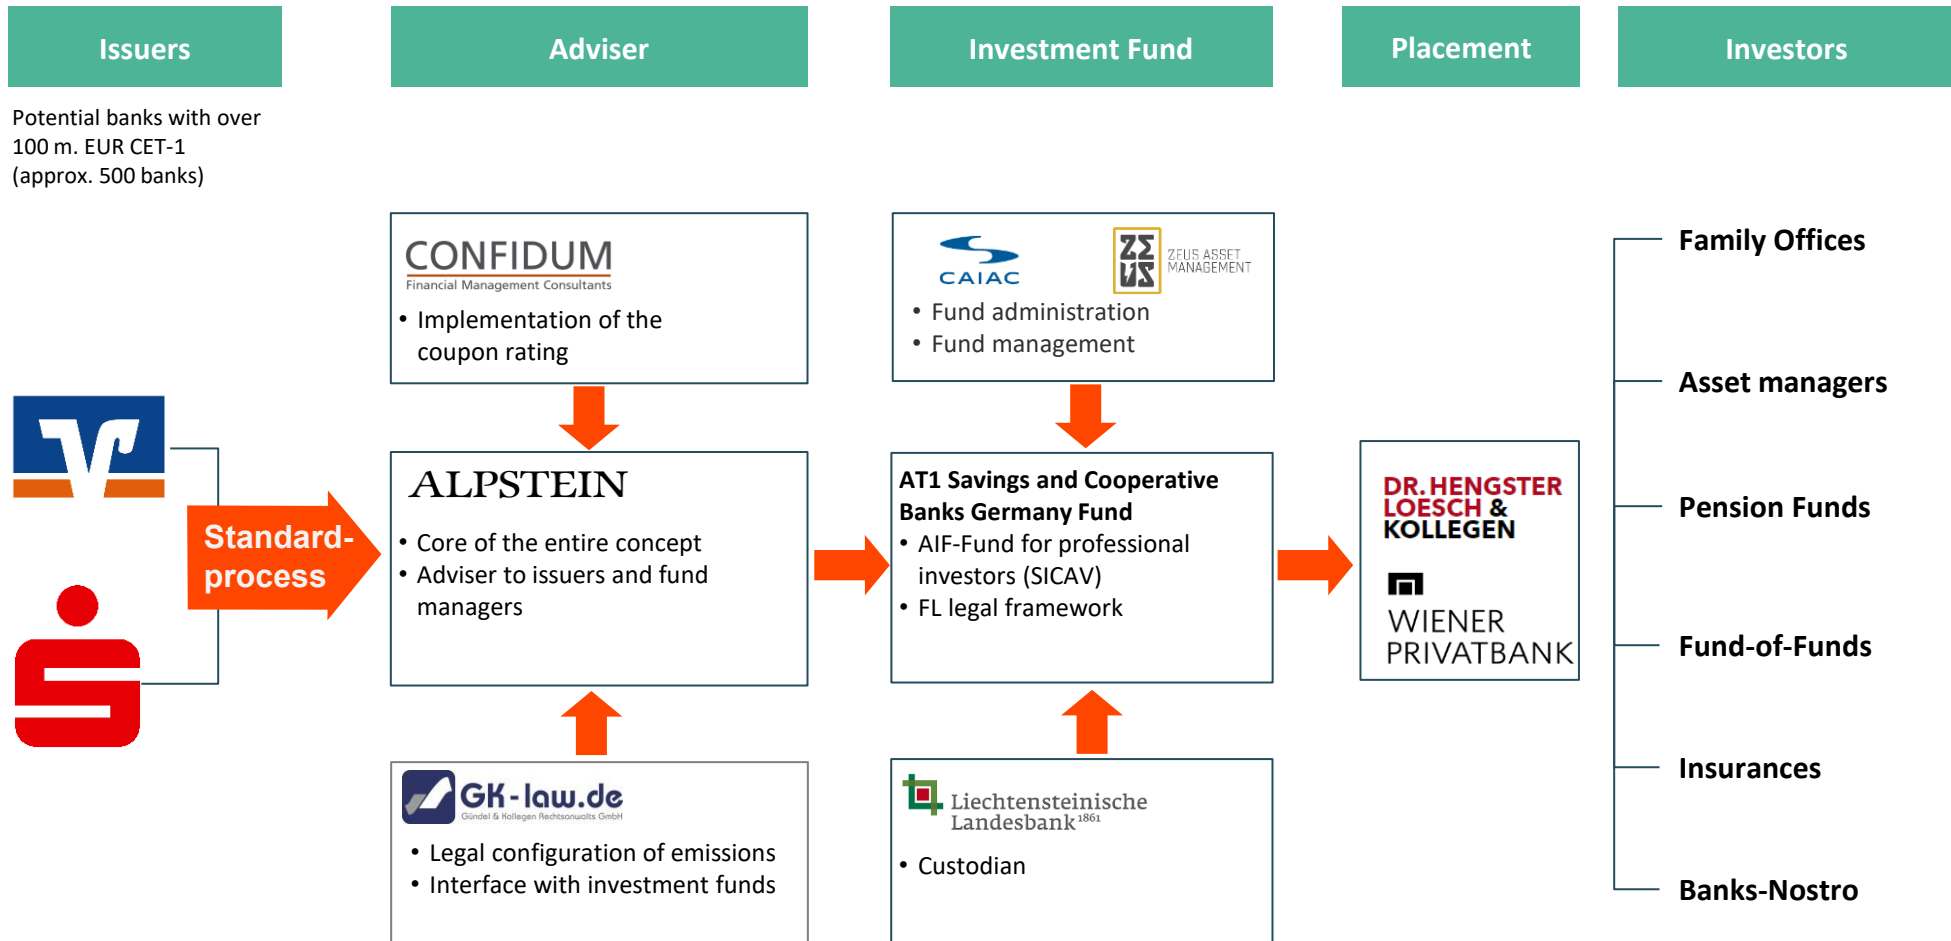 Issuers
Adviser
Investment Fund
Placement
Investors
Potential banks with over
100 m. EUR CET-1
(approx. 500 banks)
Standard-
process
CONFIDUM
Financial Management Consultants
• Implementation of the
coupon rating
ALPSTEIN
• Core of the entire concept
• Adviser to issuers and fund
managers
GK-law.de
Gündel & Kollegen Rechtsanwalts GmbH
• Legal configuration of emissions
• Interface with investment funds
CAIAC
ZEUS
ZEUS ASSET
MANAGEMENT
• Fund administration
• Fund management
AT1 Savings and Cooperative
Banks Germany Fund
• AIF-Fund for professional
investors (SICAV)
• FL legal framework
Liechtensteinische
Landesbank 1861
• Custodian
DR. HENGSTER
LOESCH &
KOLLEGEN
WIENER
PRIVATBANK
Family Offices
Asset managers
Pension Funds
Fund-of-Funds
Insurances
Banks-Nostro